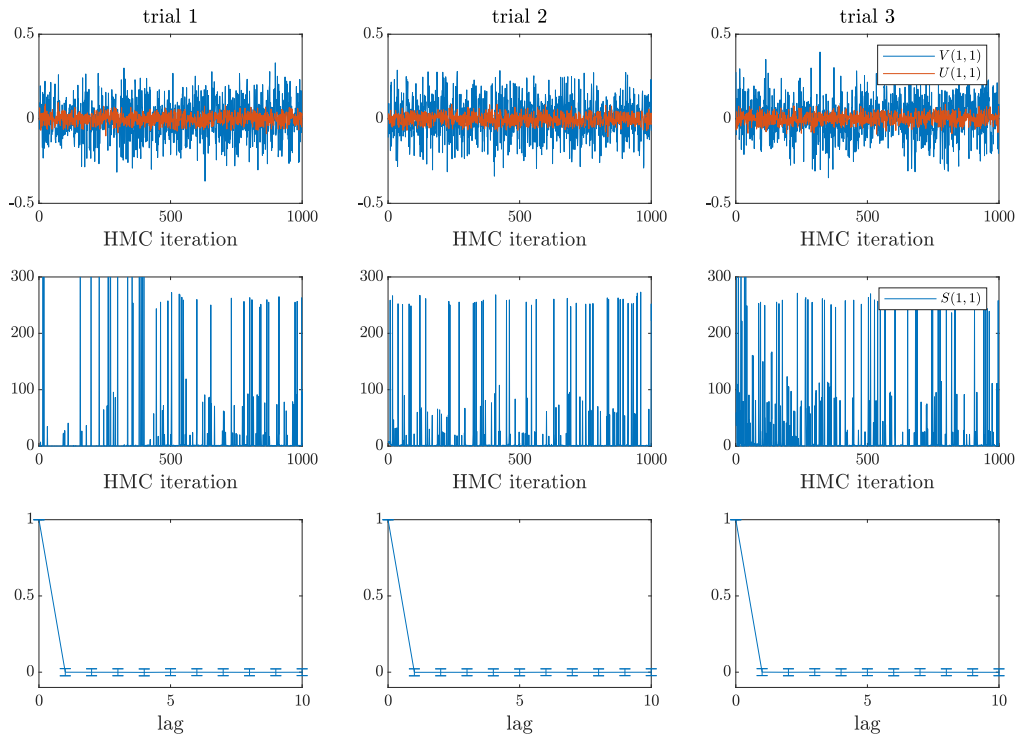 trial 1 trial 2 trial 3
0.5 0.5 0.5
V(1,1)
U(1,1)
0 0 0
-0.5 -0.5 -0.5
0 500 1000 0 500 1000 0 500 1000
HMC iteration HMC iteration HMC iteration
300 300 300
S(1,1)
200 200 200
100 100 100
0 0 0
0 500 1000 0 500 1000 0 500 1000
HMC iteration HMC iteration HMC iteration
1 1 1
0.5 0.5 0.5
0 0 0
0 5 10 0 5 10 0 5 10
lag lag lag